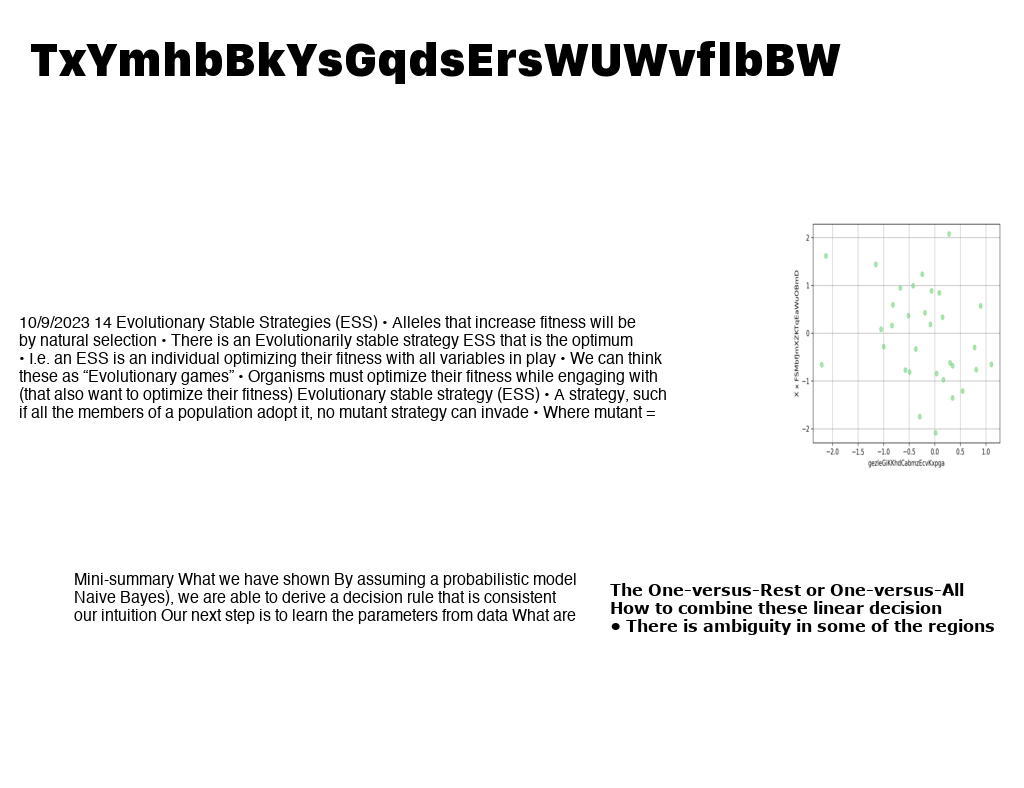 TxYmhbBkYsGqdsErsWUWvflbBW
10/9/2023 14 Evolutionary Stable Strategies (ESS) • Alleles that increase fitness will be
by natural selection • There is an Evolutionarily stable strategy ESS that is the optimum
• I.e. an ESS is an individual optimizing their fitness with all variables in play • We can think
these as “Evolutionary games” • Organisms must optimize their fitness while engaging with
(that also want to optimize their fitness) Evolutionary stable strategy (ESS) • A strategy, such
if all the members of a population adopt it, no mutant strategy can invade • Where mutant =
2
1
0
−1
−2
−2.0 −1.5 −1.0 −0.5 0.0 0.5 1.0
Mini-summary What we have shown By assuming a probabilistic model
Naive Bayes), we are able to derive a decision rule that is consistent
our intuition Our next step is to learn the parameters from data What are
The One-versus-Rest or One-versus-All
How to combine these linear decision
• There is ambiguity in some of the regions